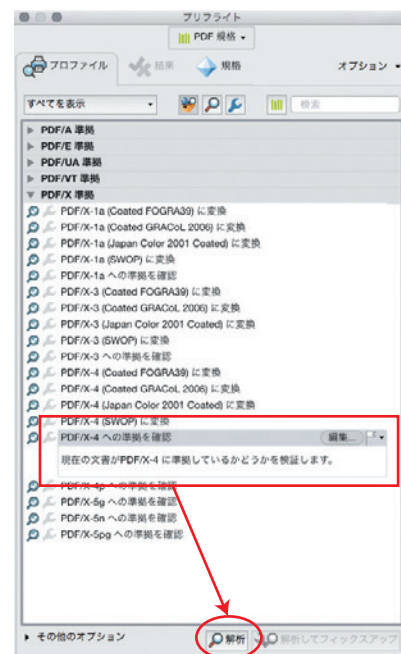 プリフライト
PDF 規格
プロファイル 結果 規格 オプション
すべてを表示 検索
PDF/A 準拠
PDF/E 準拠
PDF/UA 準拠
PDF/VT 準拠
PDF/X 準拠
PDF/X-1a (Coated FOGRA39) に変換
PDF/X-1a (Coated GRACoL 2006) に変換
PDF/X-1a (Japan Color 2001 Coated) に変換
PDF/X-1a (SWOP) に変換
PDF/X-1a への準拠を確認
PDF/X-3 (Coated FOGRA39) に変換
PDF/X-3 (Coated GRACoL 2006) に変換
PDF/X-3 (Japan Color 2001 Coated) に変換
PDF/X-3 (SWOP) に変換
PDF/X-3 への準拠を確認
PDF/X-4 (Coated FOGRA39) に変換
PDF/X-4 (Coated GRACoL 2006) に変換
PDF/X-4 (Japan Color 2001 Coated) に変換
PDF/X-4 (SWOP) に変換
PDF/X-4 への準拠を確認 編集...
現在の文書がPDF/X-4 に準拠しているかどうかを検証します。
PDF/X-4p への準拠を確認
PDF/X-5g への準拠を確認
PDF/X-5n への準拠を確認
PDF/X-5pg への準拠を確認
その他のオプション 解析 解析してフィックスアップ